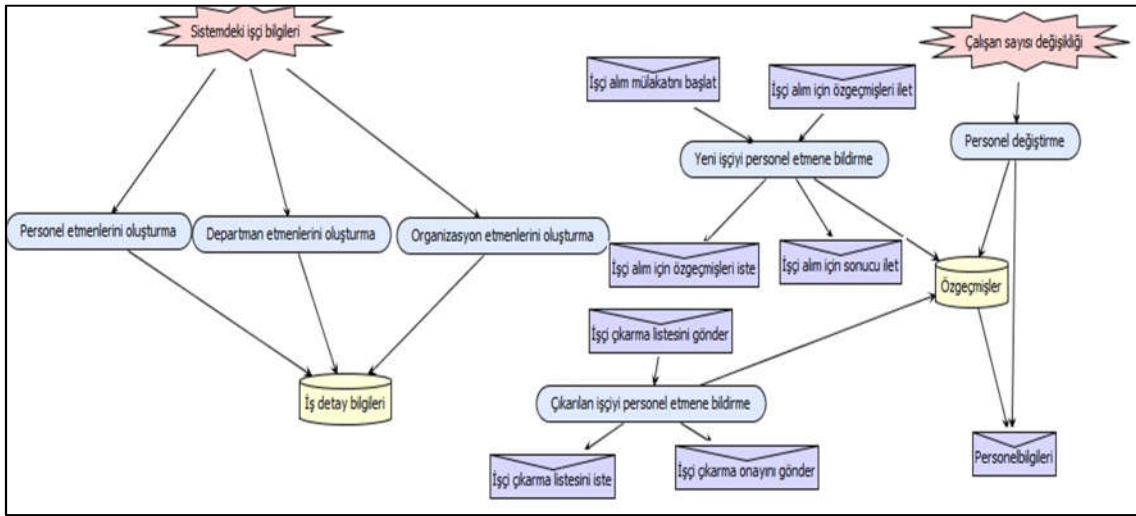 Sistemdeki işçi bilgileri
Çalışan sayısı değişikliği
İşçi alım mülakatını başlat
İşçi alım için özgeçmişleri ilet
Personel değiştirme
Yeni işçiyi personel etmene bildirme
Personel etmenlerini oluşturma
Departman etmenlerini oluşturma
Organizasyon etmenlerini oluşturma
İşçi alım için özgeçmişleri iste
İşçi alım için sonucu ilet
Özgeçmişler
İşçi çıkarma listesini gönder
İş detay bilgileri
Çıkarılan işçiyi personel etmene bildirme
Personelbilgileri
İşçi çıkarma listesini iste
İşçi çıkarma onayını gönder